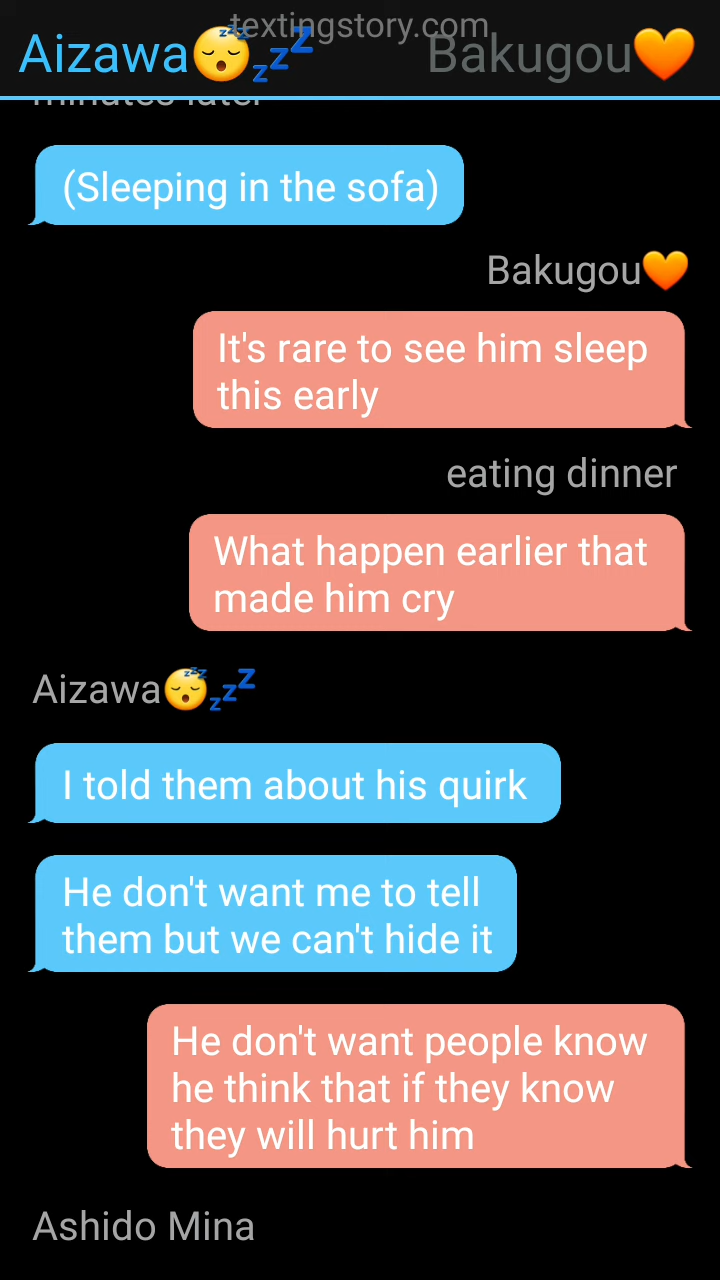 textingstory.com
Aizawa😴💤 Bakugou🧡
minutes later
(Sleeping in the sofa)
Bakugou🧡
It's rare to see him sleep
this early
eating dinner
What happen earlier that
made him cry
Aizawa😴💤
I told them about his quirk
He don't want me to tell
them but we can't hide it
He don't want people know
he think that if they know
they will hurt him
Ashido Mina